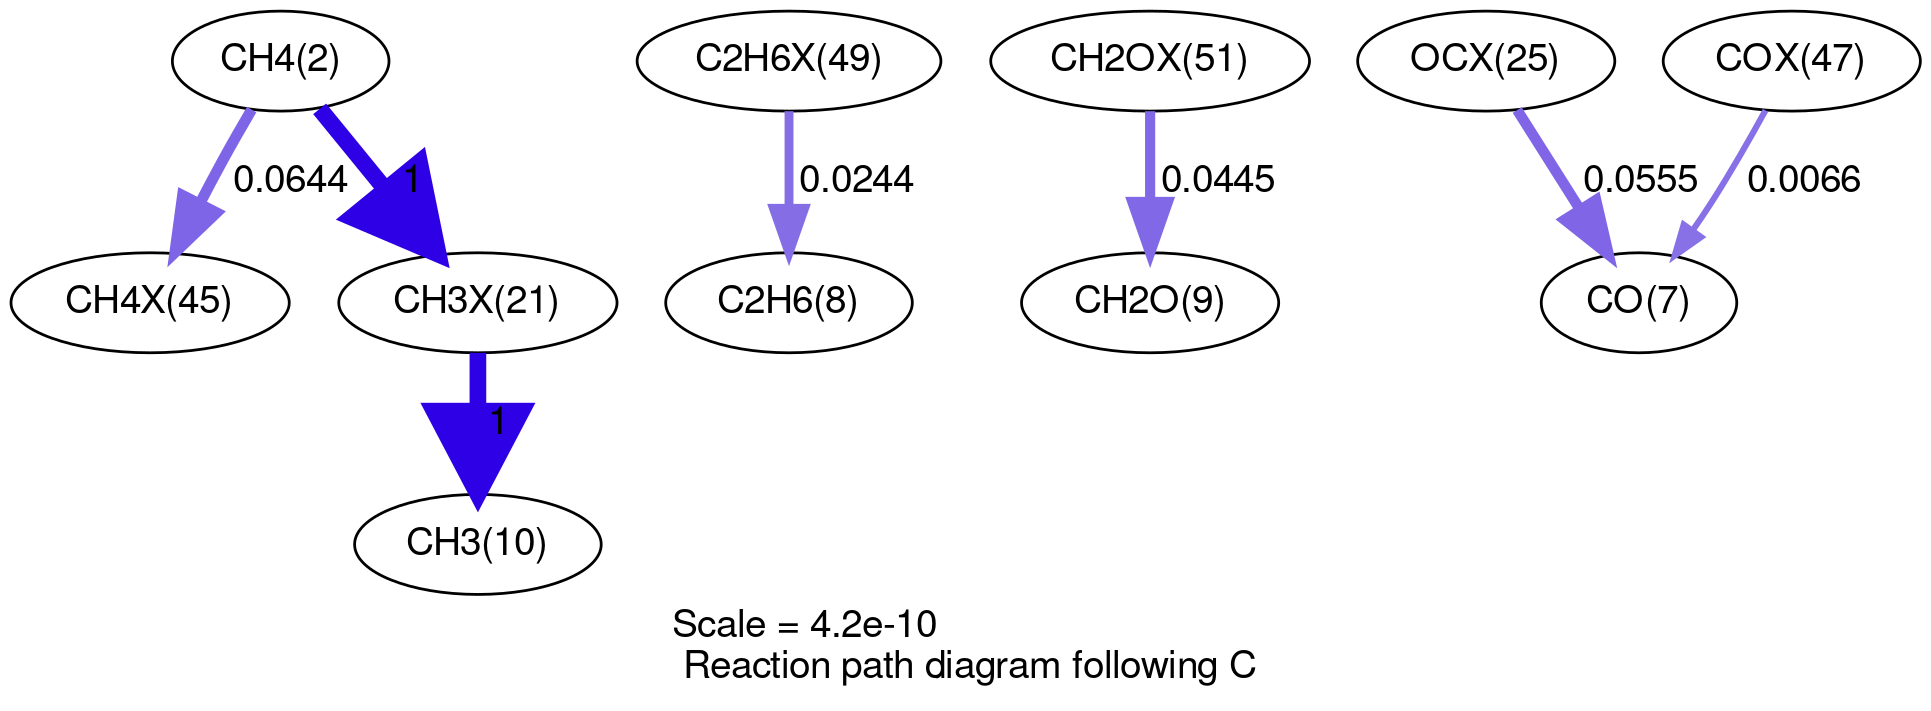 CH4(2)
C2H6X(49)
CH2OX(51)
OCX(25)
COX(47)
0.0644
1
0.0244
0.0445
0.0555
0.0066
CH4X(45)
CH3X(21)
C2H6(8)
CH2O(9)
CO(7)
1
CH3(10)
Scale = 4.2e-10
Reaction path diagram following C